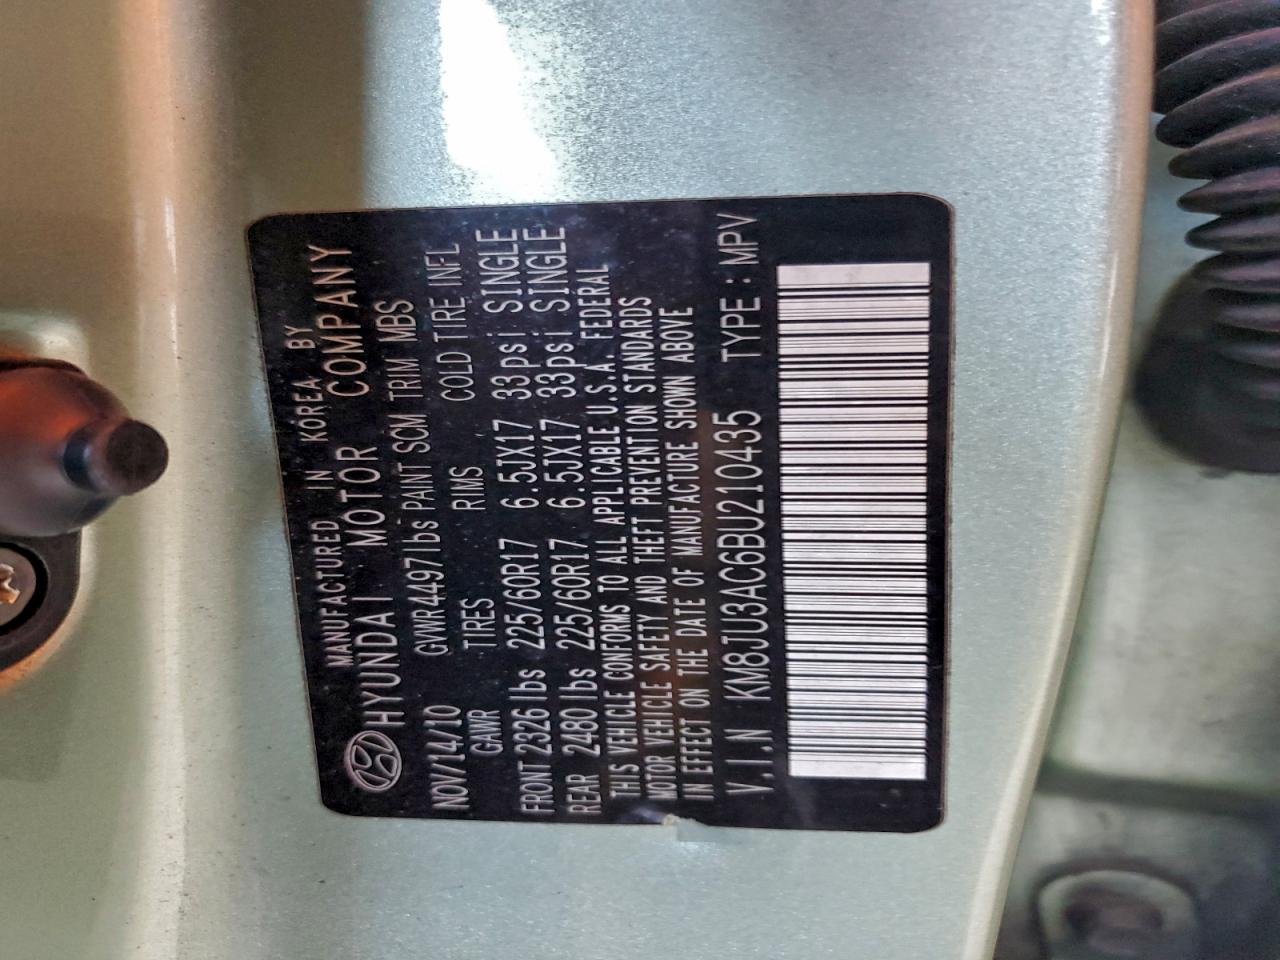 MANUFACTURED IN KOREA BY
HYUNDAI MOTOR COMPANY
NOV/14/10 GVWR4497lbs PAINT SCM TRIM MBS
GAWR TIRES RIMS COLD TIRE INFL
FRONT 2326 lbs 225/60R17 6.5JX17 33psi SINGLE
REAR 2480 lbs 225/60R17 6.5JX17 33psi SINGLE
THIS VEHICLE CONFORMS TO ALL APPLICABLE U.S.A. FEDERAL
MOTOR VEHICLE SAFETY AND THEFT PREVENTION STANDARDS
IN EFFECT ON THE DATE OF MANUFACTURE SHOWN ABOVE
V.I.N KM8JU3AC6BU210435 TYPE : MPV